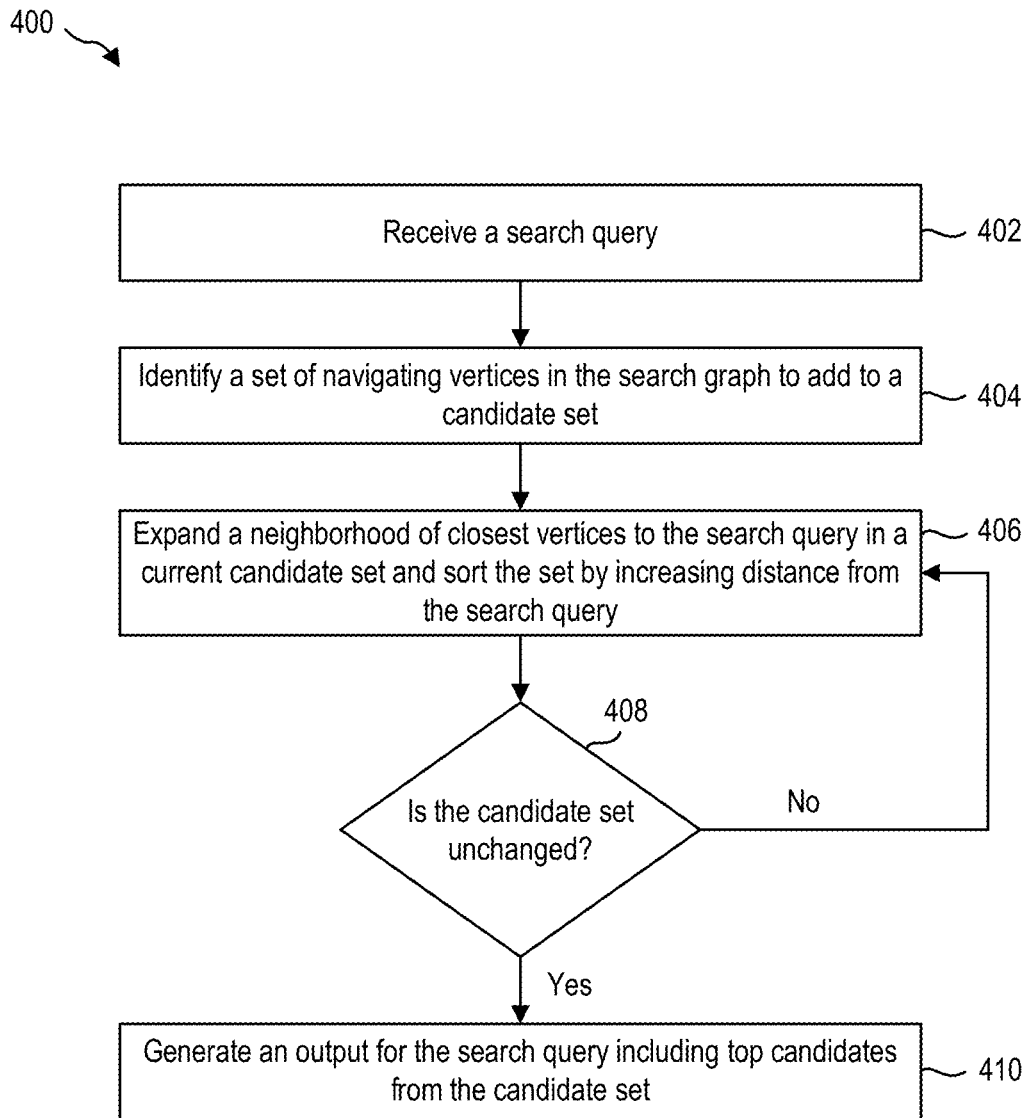 400
Receive a search query
402
Identify a set of navigating vertices in the search graph to add to a
candidate set
404
Expand a neighborhood of closest vertices to the search query in a
current candidate set and sort the set by increasing distance from
the search query
406
408
Is the candidate set
unchanged?
No
Yes
Generate an output for the search query including top candidates
from the candidate set
410